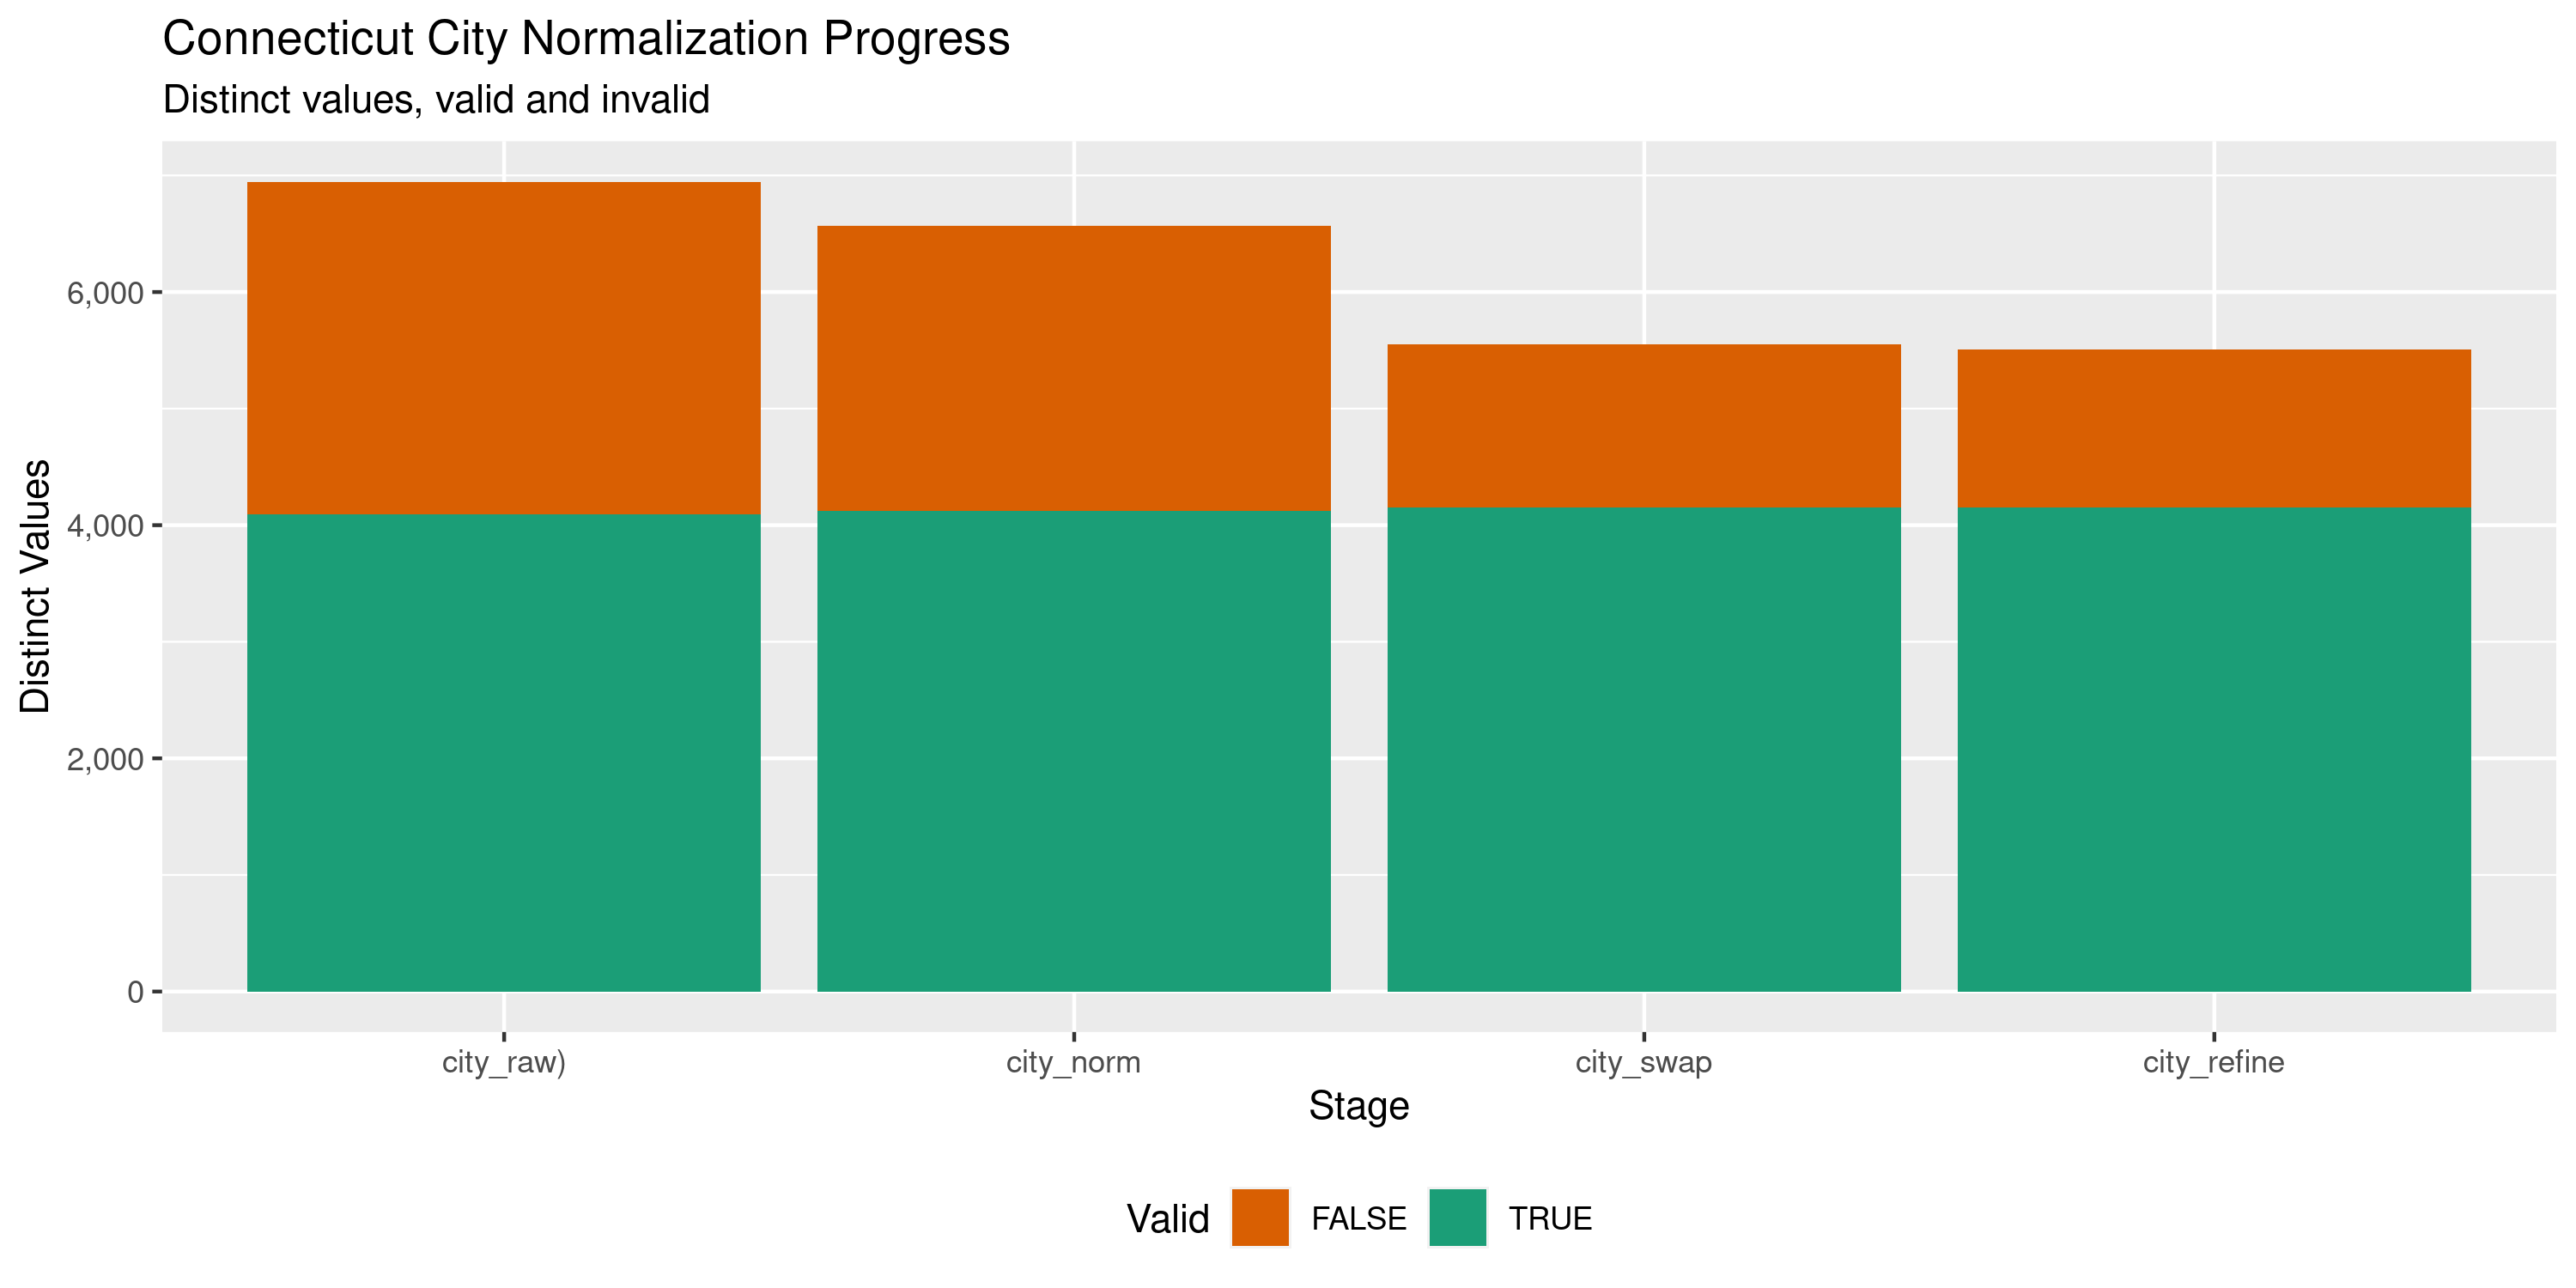 Connecticut City Normalization Progress
Distinct values, valid and invalid
Distinct Values
6,000
4,000
2,000
0
city_raw) city_norm city_swap city_refine
Stage
Valid FALSE TRUE